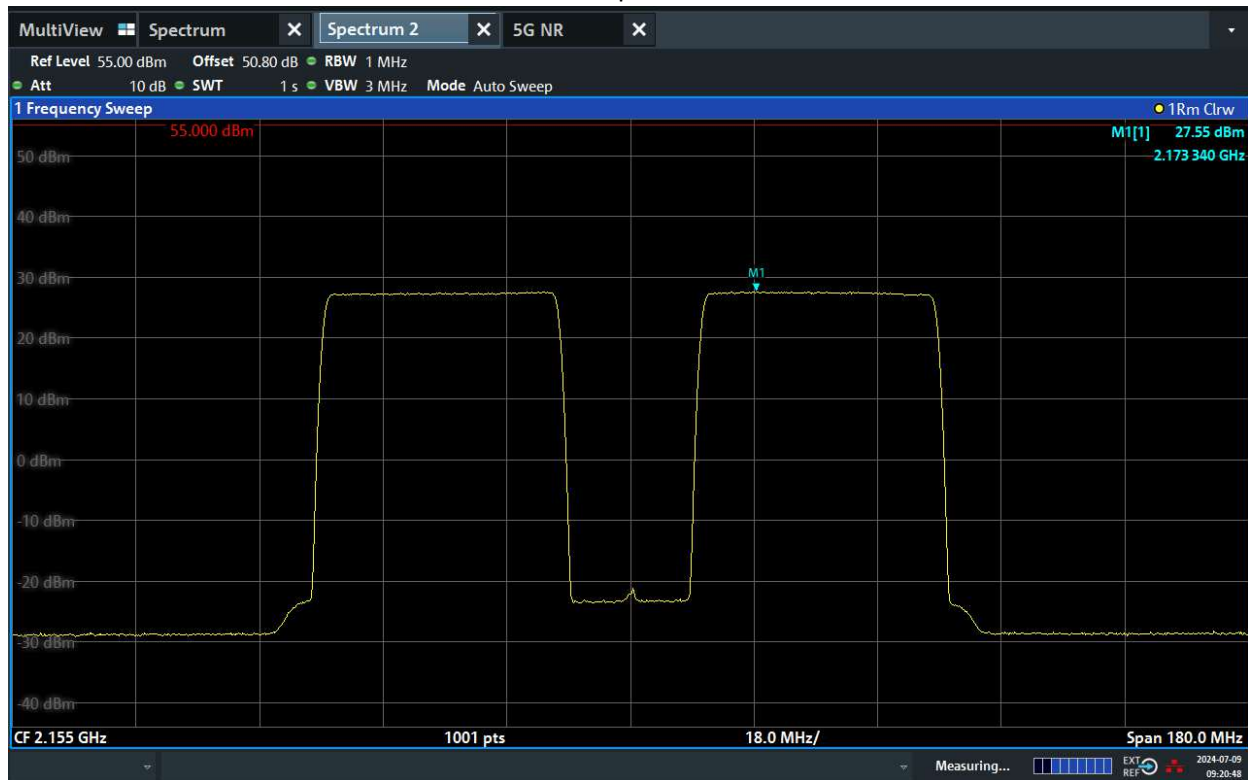 MultiView Spectrum X Spectrum 2 X 5G NR X
Ref Level 55.00 dBm Offset 50.80 dB RBW 1 MHz
Att 10 dB SWT 1 s VBW 3 MHz Mode Auto Sweep
1 Frequency Sweep 1Rm Clrw
55.000 dBm M1[1] 27.55 dBm
50 dBm 2.173 340 GHz
40 dBm
30 dBm M1
20 dBm
10 dBm
0 dBm
-10 dBm
-20 dBm
-30 dBm
-40 dBm
CF 2.155 GHz 1001 pts 18.0 MHz/ Span 180.0 MHz
Measuring... EXT REF 2024-07-09
09:20:48